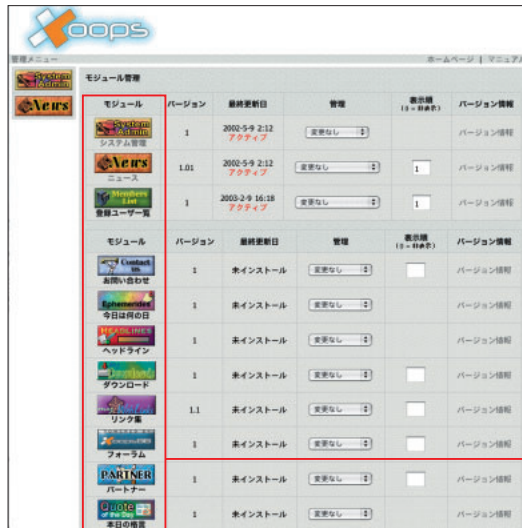 Xoops
管理メニュー
ホームページ | マニュアル
System Admin
News
モジュール管理
モジュール バージョン 最終更新日 管理 表示順 (0 = 非表示) バージョン情報
System Admin
システム管理
1 2002-5-9 2:12 アクティブ 変更なし バージョン情報
News
ニュース
1.01 2002-5-9 2:12 アクティブ 変更なし 1 バージョン情報
Members List
登録ユーザ一覧
1 2003-2-9 16:18 アクティブ 変更なし 1 バージョン情報
モジュール バージョン 最終更新日 管理 表示順 (0 = 非表示) バージョン情報
Contact us
お問い合わせ
1 未インストール 変更なし バージョン情報
Ephemerides
今日は何の日
1 未インストール 変更なし バージョン情報
HEADLINES
ヘッドライン
1 未インストール 変更なし バージョン情報
ダウンロード
1 未インストール 変更なし バージョン情報
リンク集
1.1 未インストール 変更なし バージョン情報
フォーラム
1 未インストール 変更なし バージョン情報
PARTNER
パートナー
1 未インストール 変更なし バージョン情報
Quote of the Day
本日の格言
1 未インストール 変更なし バージョン情報